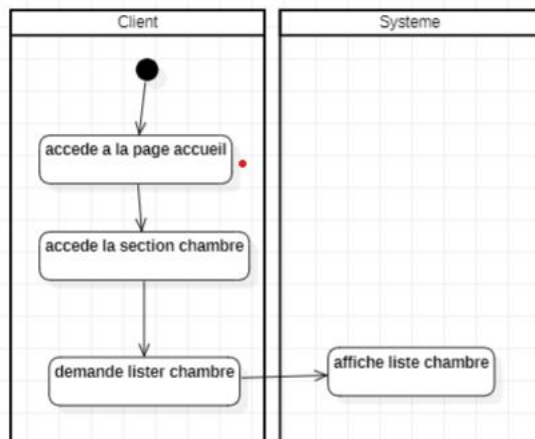 Client
Systeme
accede a la page accueil
accede la section chambre
demande lister chambre
affiche liste chambre